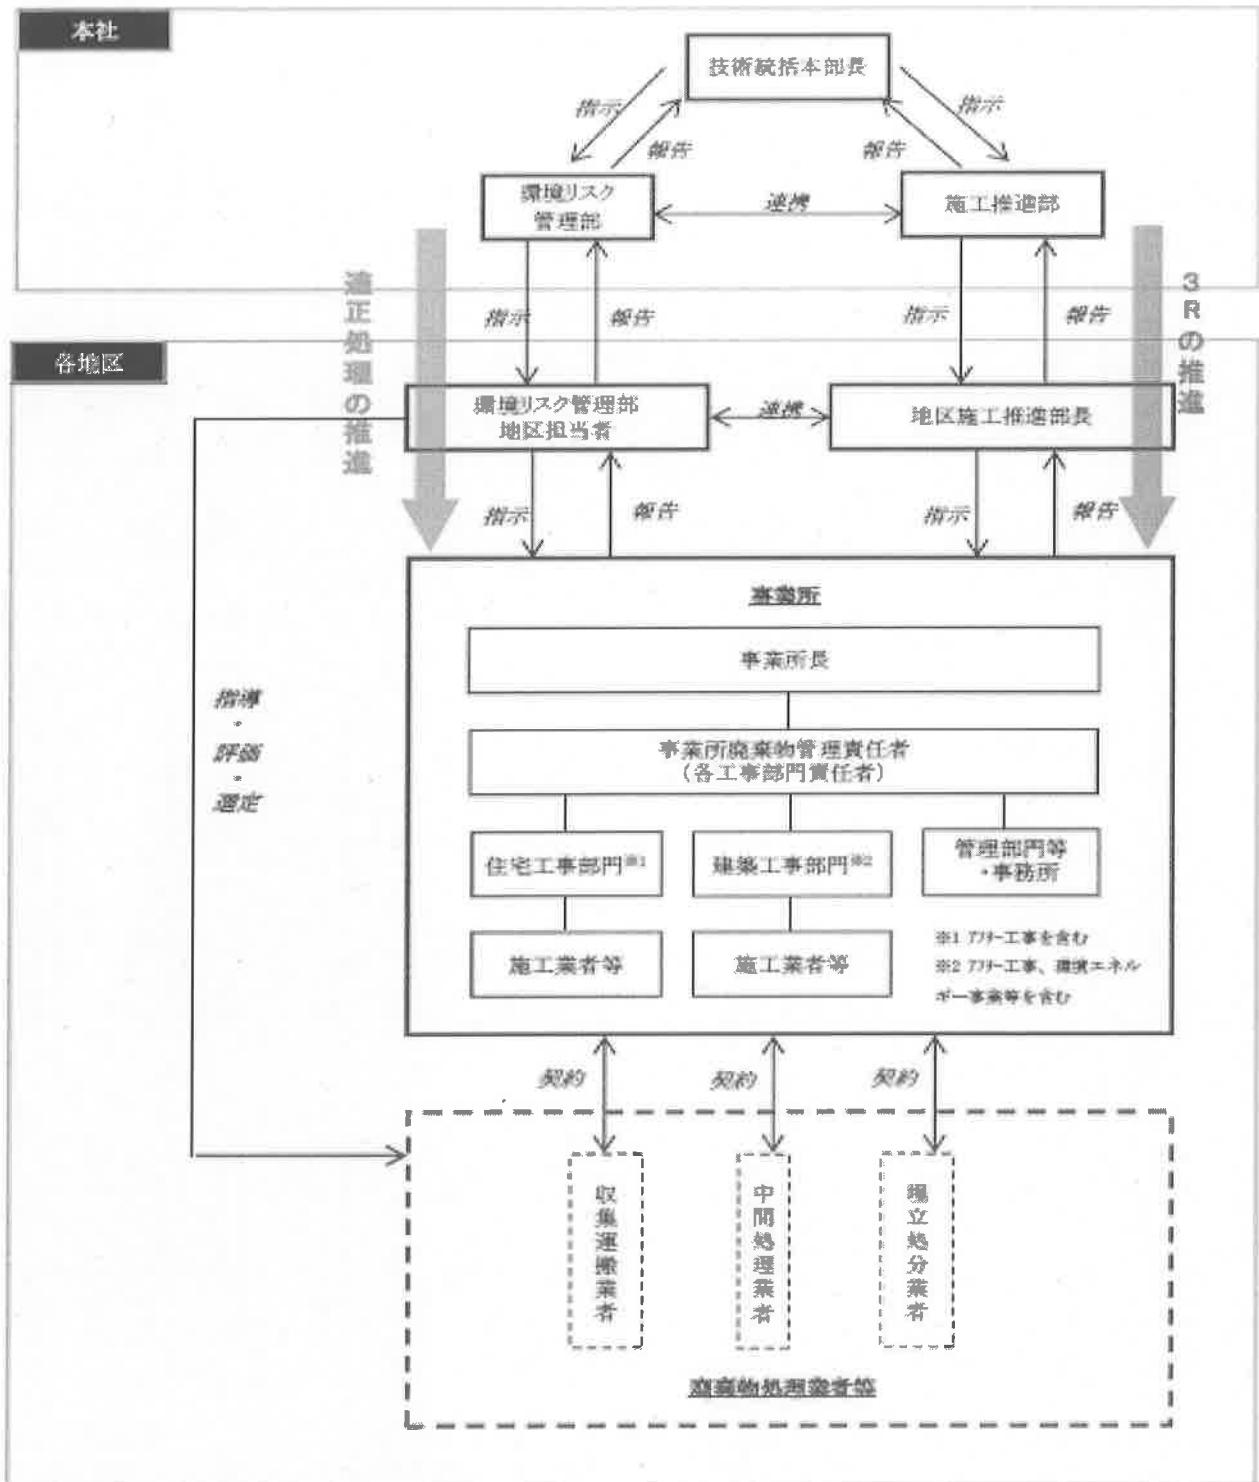 本社
技術統括本部長
指示
報告
報告
指示
環境リスク
管理部
連携
施工推進部
適正処理の推進
3Rの推進
指示
報告
指示
報告
各地区
環境リスク管理部
地区担当者
連携
地区施工推進部長
指示
報告
指示
報告
事業所
事業所長
事業所廃棄物管理責任者
(各工事部門責任者)
住宅工事部門※1
建築工事部門※2
管理部門等
・事務所
施工業者等
施工業者等
※1 アフター工事を含む
※2 アフター工事、環境エネル
ギー事業等を含む
指導
・
評価
・
選定
契約
契約
契約
収集運搬業者
中間処理業者
埋立処分業者
廃棄物処理業者等